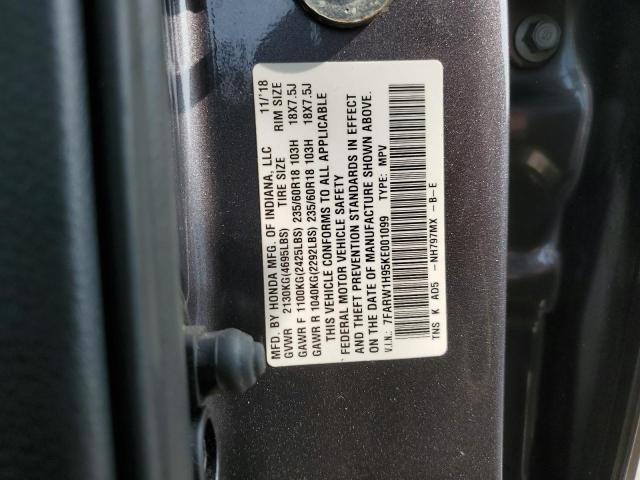 MFD. BY HONDA MFG. OF INDIANA, LLC 11/'18
GVWR 2130KG(4695LBS) TIRE SIZE RIM SIZE
GAWR F 1100KG(2425LBS) 235/60R18 103H 18X7.5J
GAWR R 1040KG(2292LBS) 235/60R18 103H 18X7.5J
THIS VEHICLE CONFORMS TO ALL APPLICABLE
FEDERAL MOTOR VEHICLE SAFETY
AND THEFT PREVENTION STANDARDS IN EFFECT
ON THE DATE OF MANUFACTURE SHOWN ABOVE.
V.I.N.: 7FARW1H95KE001099 TYPE: MPV
TNS K A05 -NH797MX -B-E